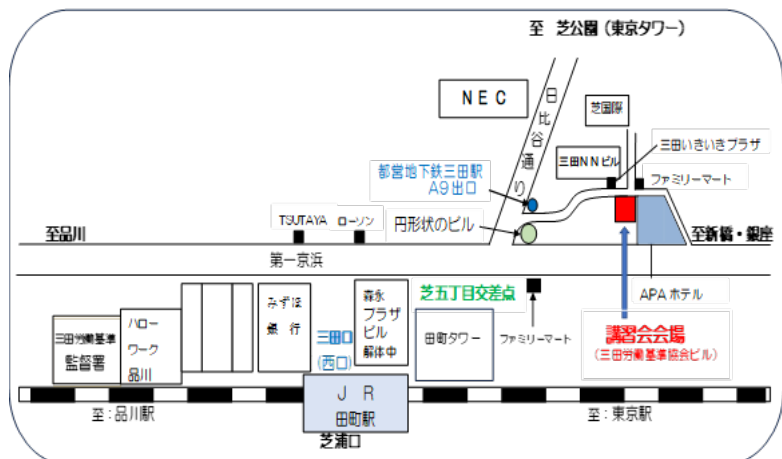 至　芝公園（東京タワー）
ＮＥＣ
日比谷通り
芝国際
三田いきいきプラザ
三田ＮＮビル
ファミリーマート
都営地下鉄三田駅
A９出口
TSUTAYA
ローソン
円形状のビル
至品川
至新橋・銀座
第一京浜
APAホテル
芝五丁目交差点
ファミリーマート
講習会会場
（三田労働基準協会ビル）
三田労働基準
監督署
ハロー
ワーク
品川
みずほ
銀　行
三田口
（西口）
森永
プラザ
ビル
解体中
田町タワー
ＪＲ
田町駅
芝浦口
至：品川駅
至：東京駅